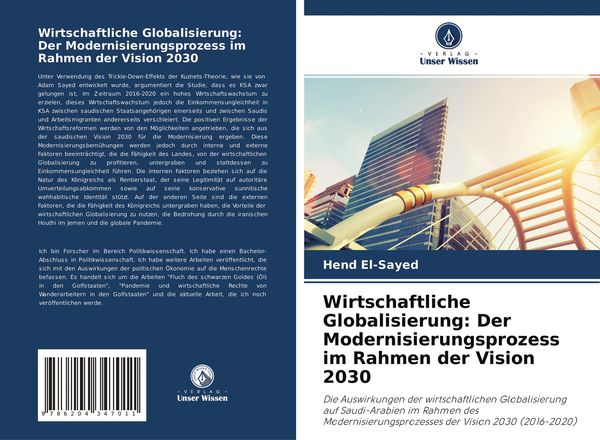 Wirtschaftliche Globalisierung:
Der Modernisierungsprozess im
Rahmen der Vision 2030
Unter Verwendung des Trickle-Down-Effekts der Kuznets-Theorie, wie sie von
Adam Sayed entwickelt wurde, argumentiert die Studie, dass es KSA zwar
gelungen ist, im Zeitraum 2016-2020 ein hohes Wirtschaftswachstum zu
erzielen, dieses Wirtschaftswachstum jedoch die Einkommensungleichheit in
KSA zwischen saudischen Staatsangehörigen einerseits und zwischen Saudis
und Arbeitsmigranten andererseits verschleiert. Die positiven Ergebnisse der
Wirtschaftsreformen werden von den Möglichkeiten angetrieben, die sich aus
der saudischen Vision 2030 für die Modernisierung ergeben. Diese
Modernisierungsbemühungen werden jedoch durch interne und externe
Faktoren beeinträchtigt, die die Fähigkeit des Landes, von der wirtschaftlichen
Globalisierung zu profitieren, untergraben und stattdessen zu
Einkommensungleichheit führen. Die internen Faktoren beziehen sich auf die
Natur des Königreichs als Rentierstaat, der seine Legitimität auf autoritäre
Umverteilungsabkommen sowie auf seine konservative sunnitische
wahhabitische Identität stützt. Auf der anderen Seite sind die externen
Faktoren, die die Fähigkeit des Königreichs untergraben haben, die Vorteile der
wirtschaftlichen Globalisierung zu nutzen, die Bedrohung durch die iranischen
Houthi im Jemen und die globale Pandemie.
Ich bin Forscher im Bereich Politikwissenschaft. Ich habe einen Bachelor-
Abschluss in Politikwissenschaft. Ich habe weitere Arbeiten veröffentlicht, die
sich mit den Auswirkungen der politischen Ökonomie auf die Menschenrechte
befassen. Es handelt sich um die Arbeiten "Fluch des schwarzen Goldes (Öl)
in den Golfstaaten", "Pandemie und wirtschaftliche Rechte von
Wanderarbeitern in den Golfstaaten" und die aktuelle Arbeit, die ich noch
veröffentlichen werde.
9 786204 347011
VERLAG
Unser Wissen
VERLAG
Unser Wissen
Hend El-Sayed
Wirtschaftliche
Globalisierung: Der
Modernisierungsprozess
im Rahmen der Vision
2030
Die Auswirkungen der wirtschaftlichen Globalisierung
auf Saudi-Arabien im Rahmen des
Modernisierungsprozesses der Vision 2030 (2016-2020)